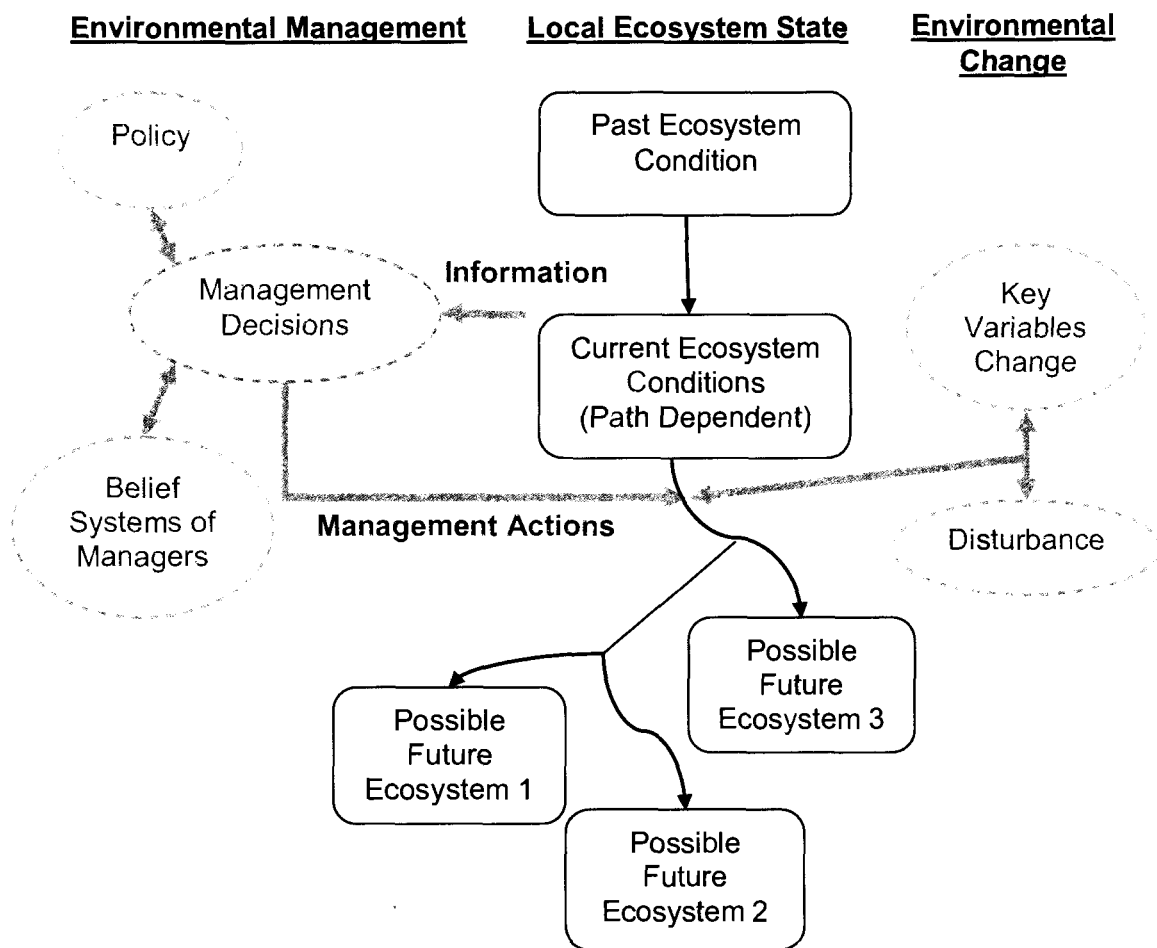 Environmental Management
Local Ecosystem State
Environmental
Change
Policy
Past Ecosystem
Condition
Information
Management
Decisions
Key
Variables
Change
Current Ecosystem
Conditions
(Path Dependent)
Belief
Systems of
Managers
Management Actions
Disturbance
Possible
Future
Ecosystem 3
Possible
Future
Ecosystem 1
Possible
Future
Ecosystem 2